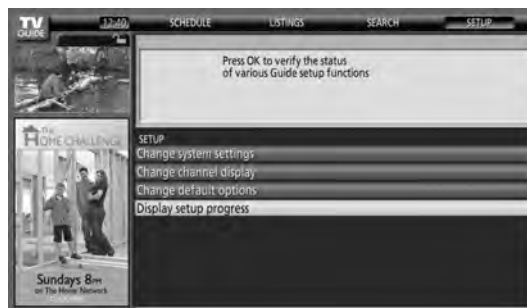 TV
GUIDE
12:40
SCHEDULE
LISTINGS
SEARCH
SETUP
Press OK to verify the status
of various Guide setup functions
The
HOME CHALLENGE
SETUP
Change system settings
Change channel display
Change default options
Display setup progress
Sundays 8PM
on The Home Network